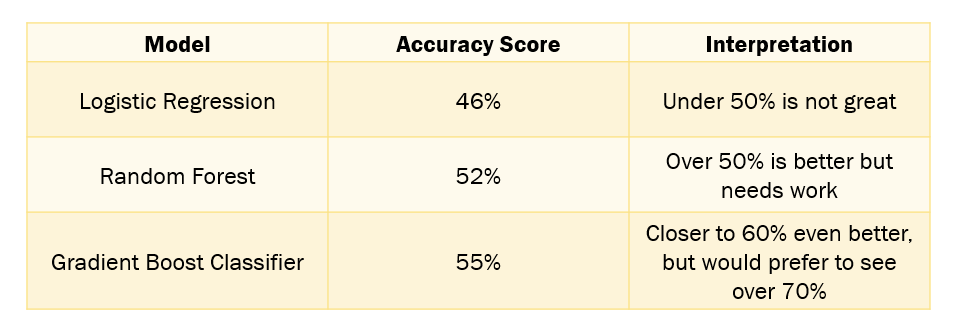 Model Accuracy Score Interpretation
Logistic Regression 46% Under 50% is not great
Random Forest 52% Over 50% is better but
needs work
Gradient Boost Classifier 55% Closer to 60% even better,
but would prefer to see
over 70%